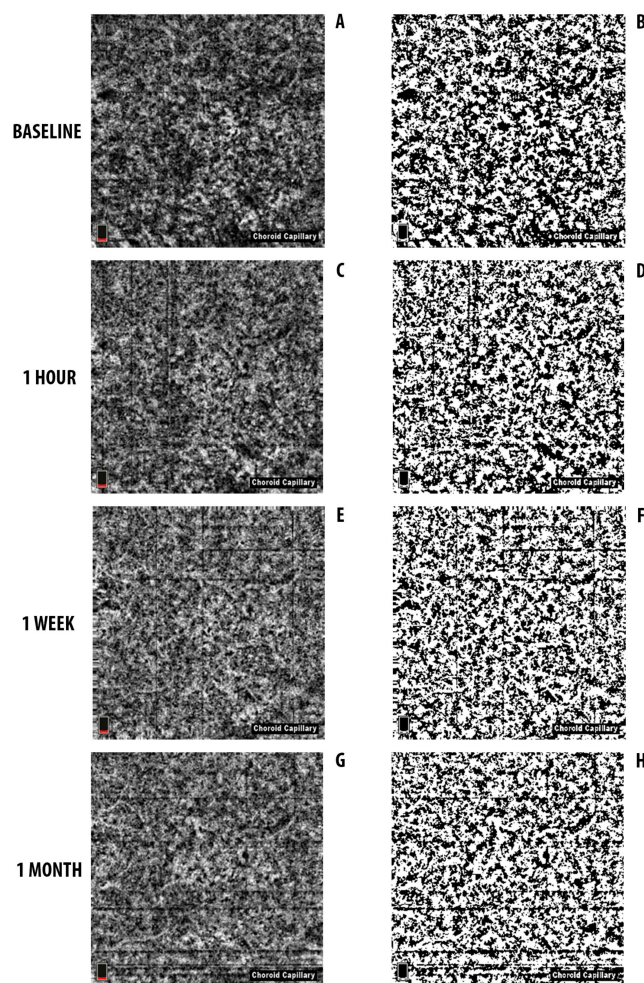 A
B
BASELINE
Choroid Capillary
Choroid Capillary
C
D
1 HOUR
Choroid Capillary
Choroid Capillary
E
F
1 WEEK
Choroid Capillary
Choroid Capillary
G
H
1 MONTH
Choroid Capillary
Choroid Capillary